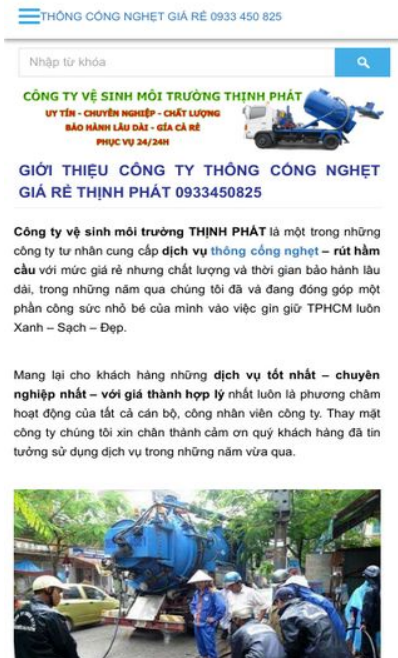 THÔNG CỐNG NGHẸT GIÁ RẺ 0933 450 825
Nhập từ khóa
CÔNG TY VỆ SINH MÔI TRƯỜNG THỊNH PHÁT
UY TÍN - CHUYÊN NGHIỆP - CHẤT LƯỢNG
BẢO HÀNH LÂU DÀI - GÍA CẢ RẺ
PHỤC VỤ 24/24H
GIỚI THIỆU CÔNG TY THÔNG CỐNG NGHẸT
GIÁ RẺ THỊNH PHÁT 0933450825
Công ty vệ sinh môi trường THỊNH PHÁT là một trong những
công ty tư nhân cung cấp dịch vụ thông cống nghẹt – rút hầm
cầu với mức giá rẻ nhưng chất lượng và thời gian bảo hành lâu
dài, trong những năm qua chúng tôi đã và đang đóng góp một
phần công sức nhỏ bé của mình vào việc gìn giữ TPHCM luôn
Xanh – Sạch – Đẹp.
Mang lại cho khách hàng những dịch vụ tốt nhất – chuyên
nghiệp nhất – với giá thành hợp lý nhất luôn là phương châm
hoạt động của tất cả cán bộ, công nhân viên công ty. Thay mặt
công ty chúng tôi xin chân thành cảm ơn quý khách hàng đã tin
tưởng sử dụng dịch vụ trong những năm vừa qua.